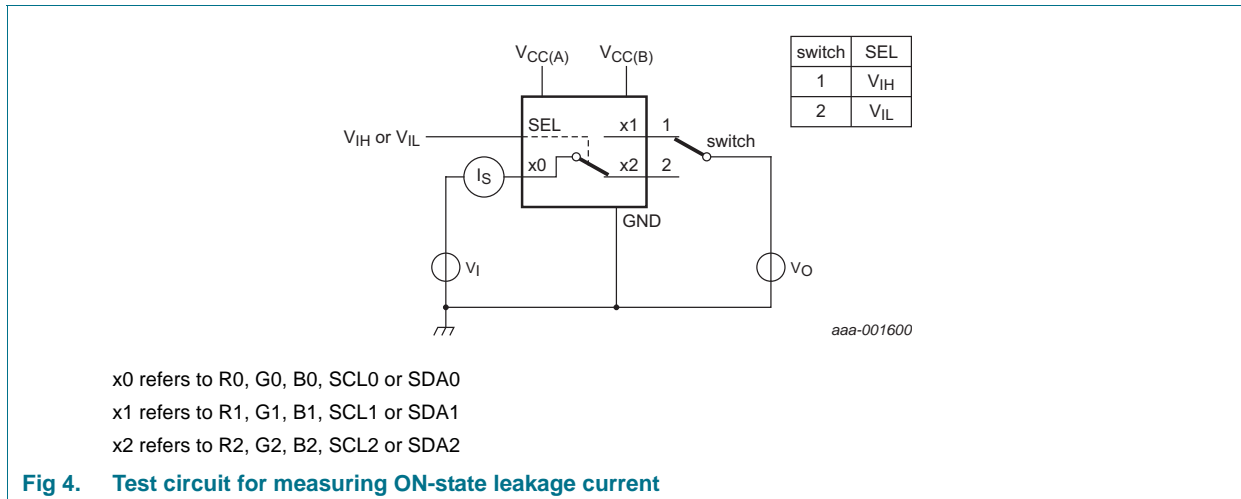 VCC(A) VCC(B)
switch SEL
1 VIH
2 VIL
VIH or VIL
SEL x1 1
switch
x0 x2 2
IS
GND
VI
VO
aaa-001600
x0 refers to R0, G0, B0, SCL0 or SDA0
x1 refers to R1, G1, B1, SCL1 or SDA1
x2 refers to R2, G2, B2, SCL2 or SDA2
Fig 4. Test circuit for measuring ON-state leakage current